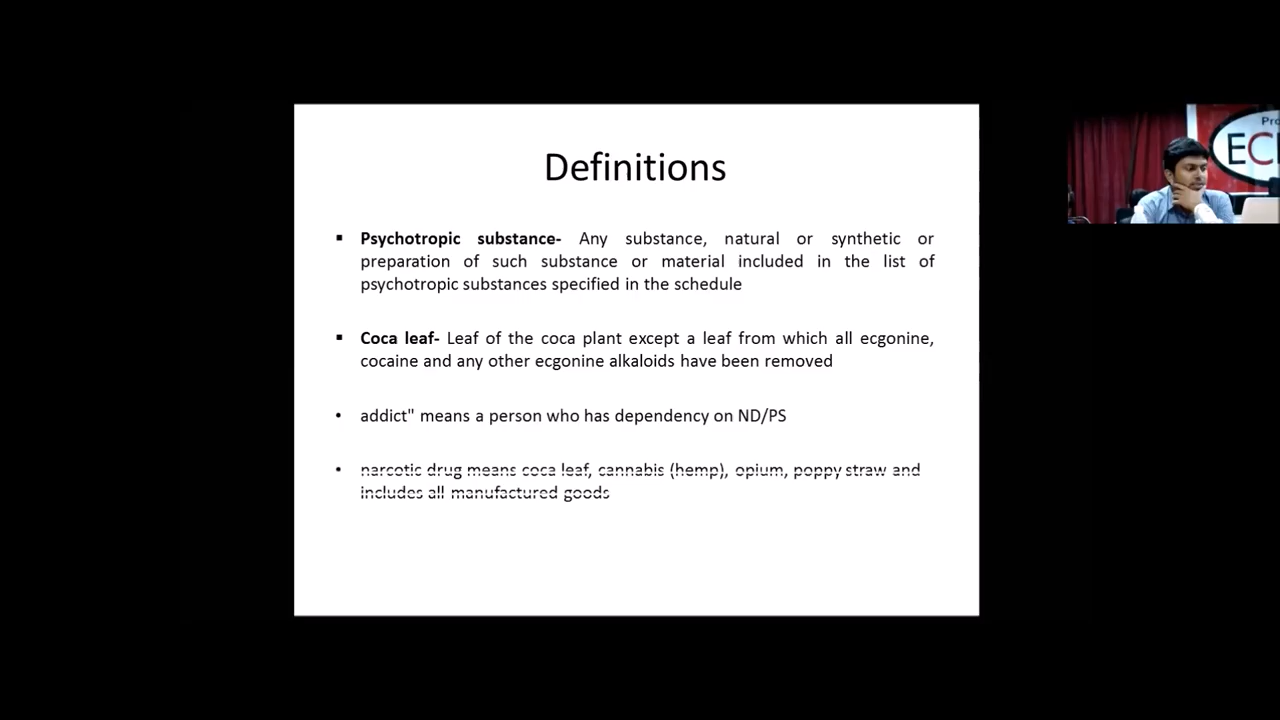 Definitions
▪ Psychotropic substance- Any substance, natural or synthetic or
preparation of such substance or material included in the list of
psychotropic substances specified in the schedule
▪ Coca leaf- Leaf of the coca plant except a leaf from which all ecgonine,
cocaine and any other ecgonine alkaloids have been removed
• addict" means a person who has dependency on ND/PS
• narcotic drug means coca leaf, cannabis (hemp), opium, poppy straw and
includes all manufactured goods